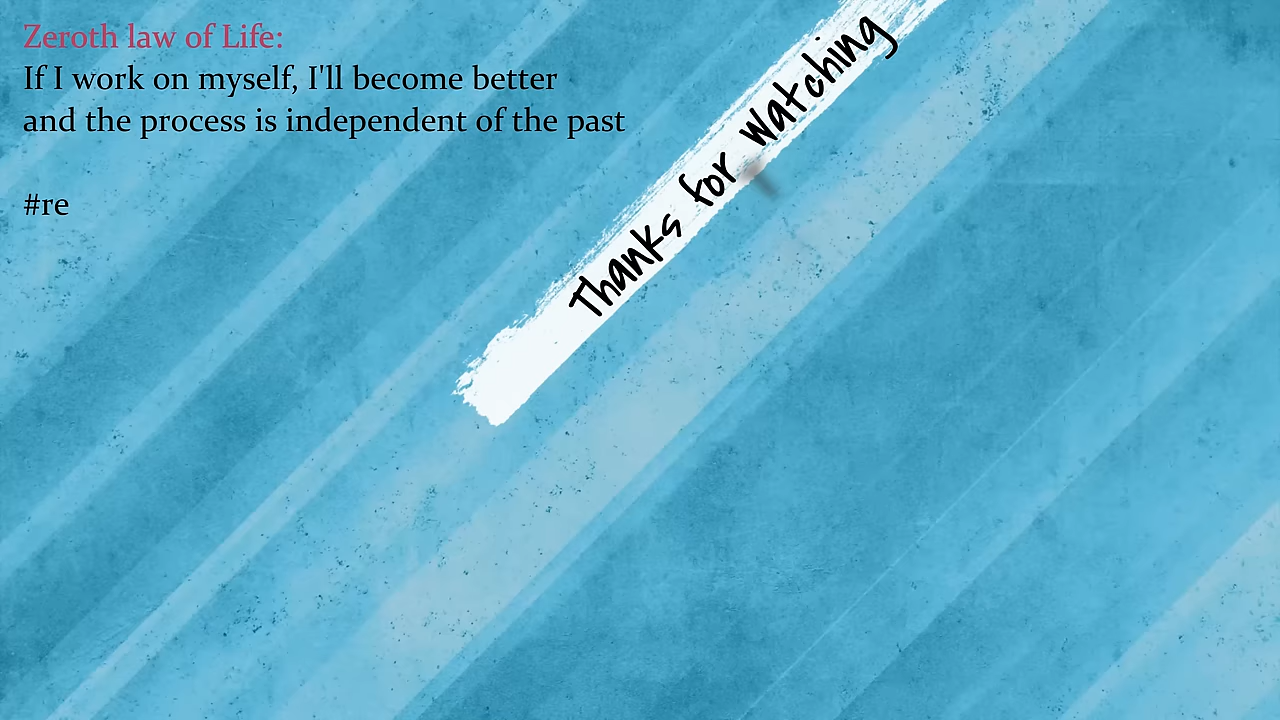 Zeroth law of Life:
If I work on myself, I'll become better
and the process is independent of the past
#re
Thanks for Watching